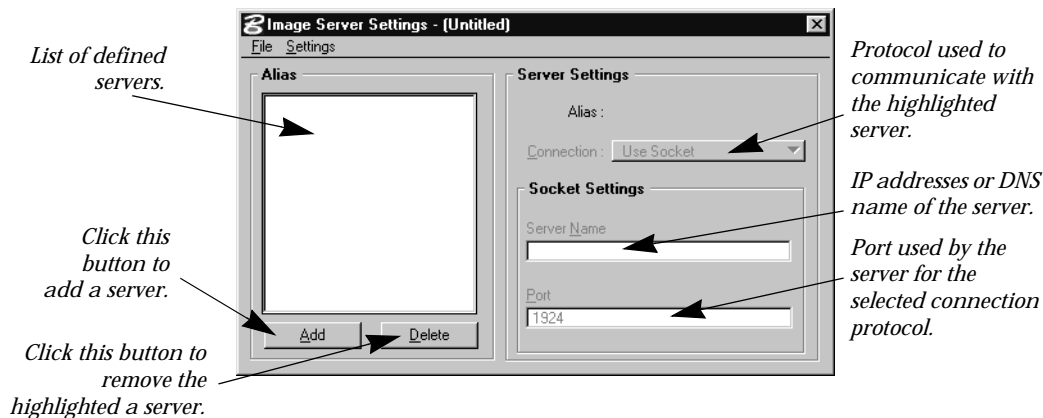 Image Server Settings - (Untitled)
File Settings
List of defined
servers.
Alias
Server Settings
Alias :
Connection : Use Socket
Protocol used to
communicate with
the highlighted
server.
Socket Settings
Server Name
IP addresses or DNS
name of the server.
Port
1924
Port used by the
server for the
selected connection
protocol.
Click this
button to
add a server.
Add
Delete
Click this button to
remove the
highlighted a server.